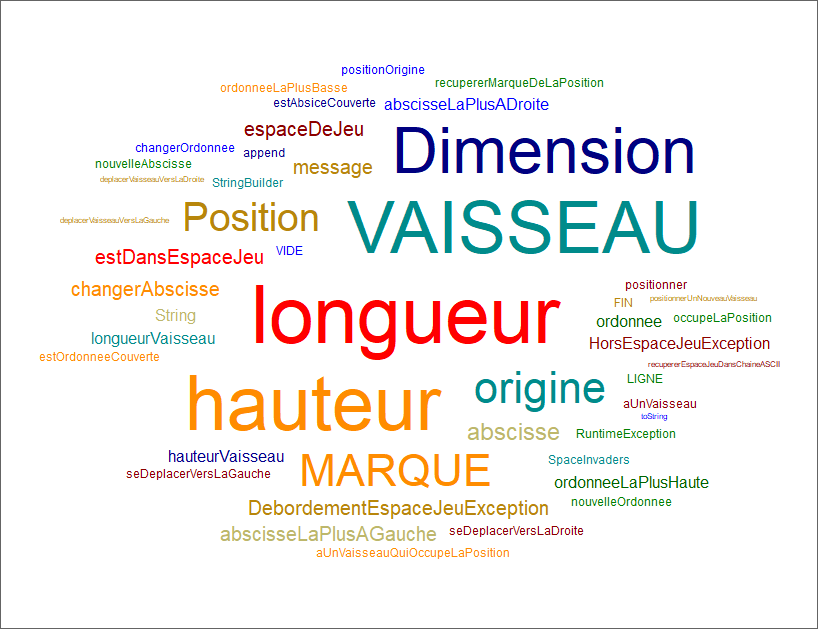 positionOrigine
ordonneeLaPlusBasse
recupererMarqueDeLaPosition
estAbsiceCouverte
abscisseLaPlusADroite
espaceDeJeu
Dimension
changerOrdonnee
append
nouvelleAbscisse
message
deplacerVaisseauVersLaDroite
StringBuilder
Position
VAISSEAU
deplacerVaisseauVersLaGauche
estDansEspaceJeu
VIDE
changerAbscisse
longueur
positionner
FIN
positionnerUnNouveauVaisseau
String
ordonnee
occupeLaPosition
longueurVaisseau
HorsEspaceJeuException
estOrdonneeCouverte
recupererEspaceJeuDansChaineASCII
hauteur
origine
LIGNE
aUnVaisseau
toString
abscisse
RuntimeException
hauteurVaisseau
MARQUE
SpaceInvaders
seDeplacerVersLaGauche
ordonneeLaPlusHaute
DebordementEspaceJeuException
nouvelleOrdonnee
abscisseLaPlusAGauche
seDeplacerVersLaDroite
aUnVaisseauQuiOccupeLaPosition